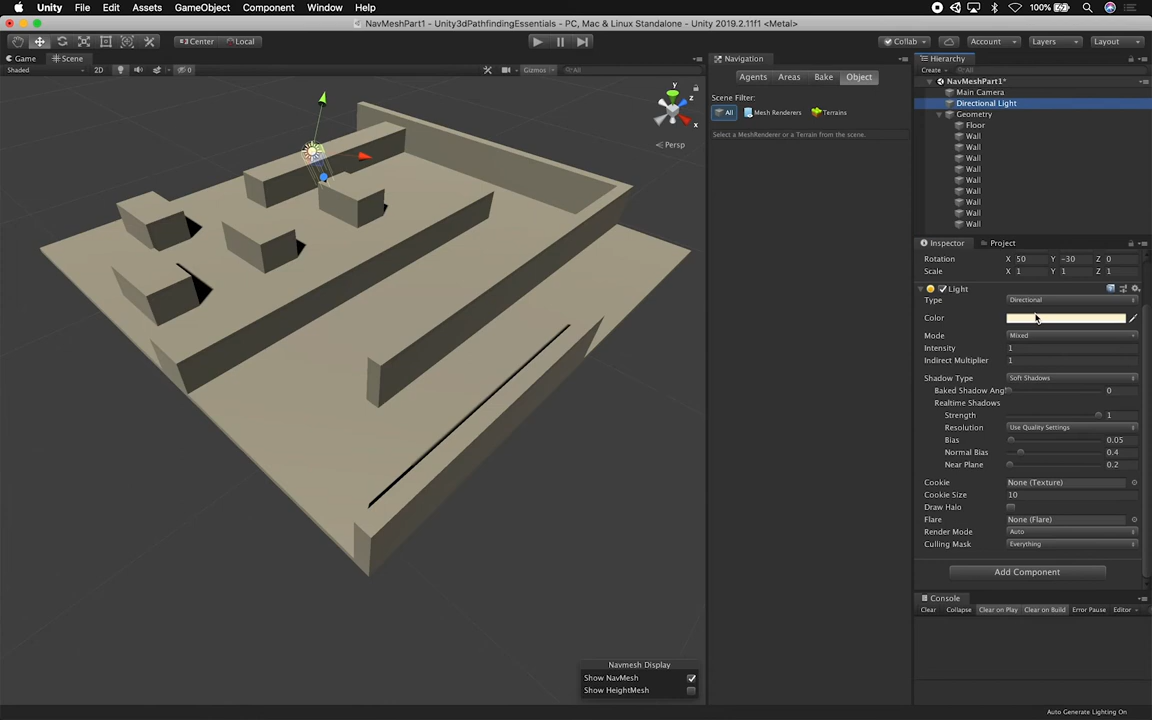 Unity File Edit Assets GameObject Component Window Help 100%
NavMeshPart1 - Unity3dPathfindingEssentials - PC, Mac & Linux Standalone - Unity 2019.2.11f1 <Metal>
Center Local Collab Account Layers Layout
Game Scene
Shaded 2D 0 Gizmos All
y
z
x
Persp
Navmesh Display
Show NavMesh
Show HeightMesh
Navigation
Agents Areas Bake Object
Scene Filter:
All Mesh Renderers Terrains
Select a MeshRenderer or a Terrain from the scene.
Hierarchy
Create All
NavMeshPart1*
Main Camera
Directional Light
Geometry
Floor
Wall
Wall
Wall
Wall
Wall
Wall
Wall
Wall
Wall
Inspector Project
Rotation X 50 Y -30 Z 0
Scale X 1 Y 1 Z 1
Light
Type Directional
Color
Mode Mixed
Intensity 1
Indirect Multiplier 1
Shadow Type Soft Shadows
Baked Shadow Angl 0
Realtime Shadows
Strength 1
Resolution Use Quality Settings
Bias 0.05
Normal Bias 0.4
Near Plane 0.2
Cookie None (Texture)
Cookie Size 10
Draw Halo
Flare None (Flare)
Render Mode Auto
Culling Mask Everything
Add Component
Console
Clear Collapse Clear on Play Clear on Build Error Pause Editor
Auto Generate Lighting On